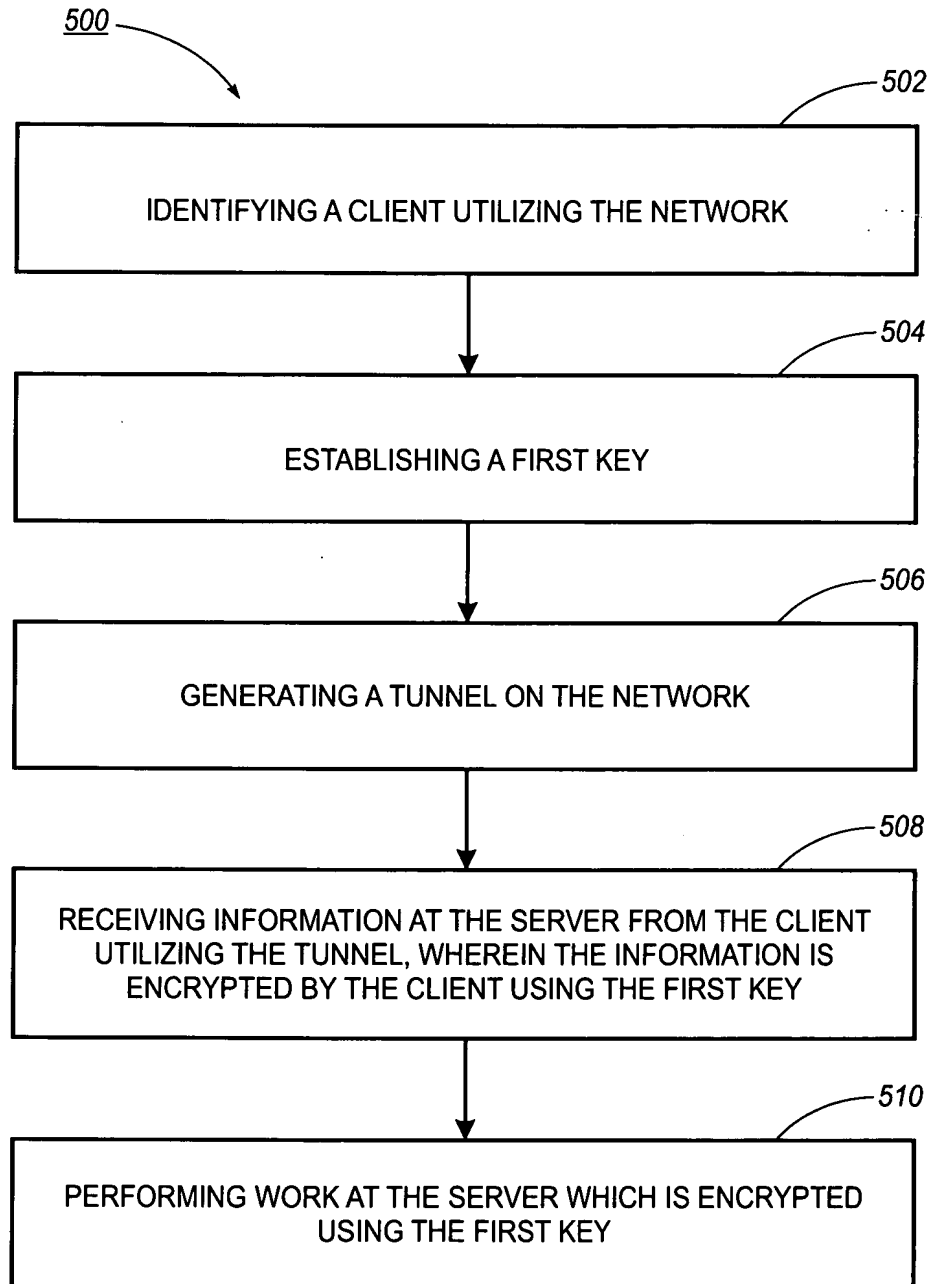 500
502
IDENTIFYING A CLIENT UTILIZING THE NETWORK
504
ESTABLISHING A FIRST KEY
506
GENERATING A TUNNEL ON THE NETWORK
508
RECEIVING INFORMATION AT THE SERVER FROM THE CLIENT
UTILIZING THE TUNNEL, WHEREIN THE INFORMATION IS
ENCRYPTED BY THE CLIENT USING THE FIRST KEY
510
PERFORMING WORK AT THE SERVER WHICH IS ENCRYPTED
USING THE FIRST KEY